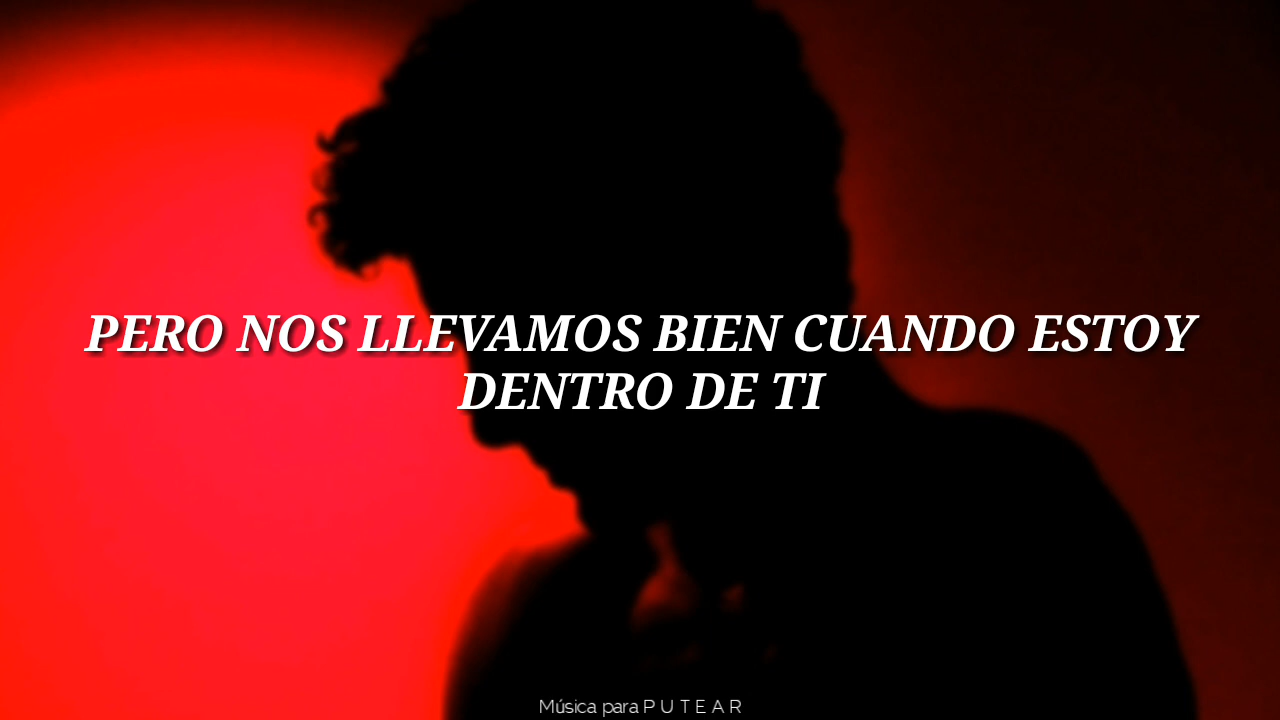 PERO NOS LLEVAMOS BIEN CUANDO ESTOY
DENTRO DE TI
Música para P U T E A R